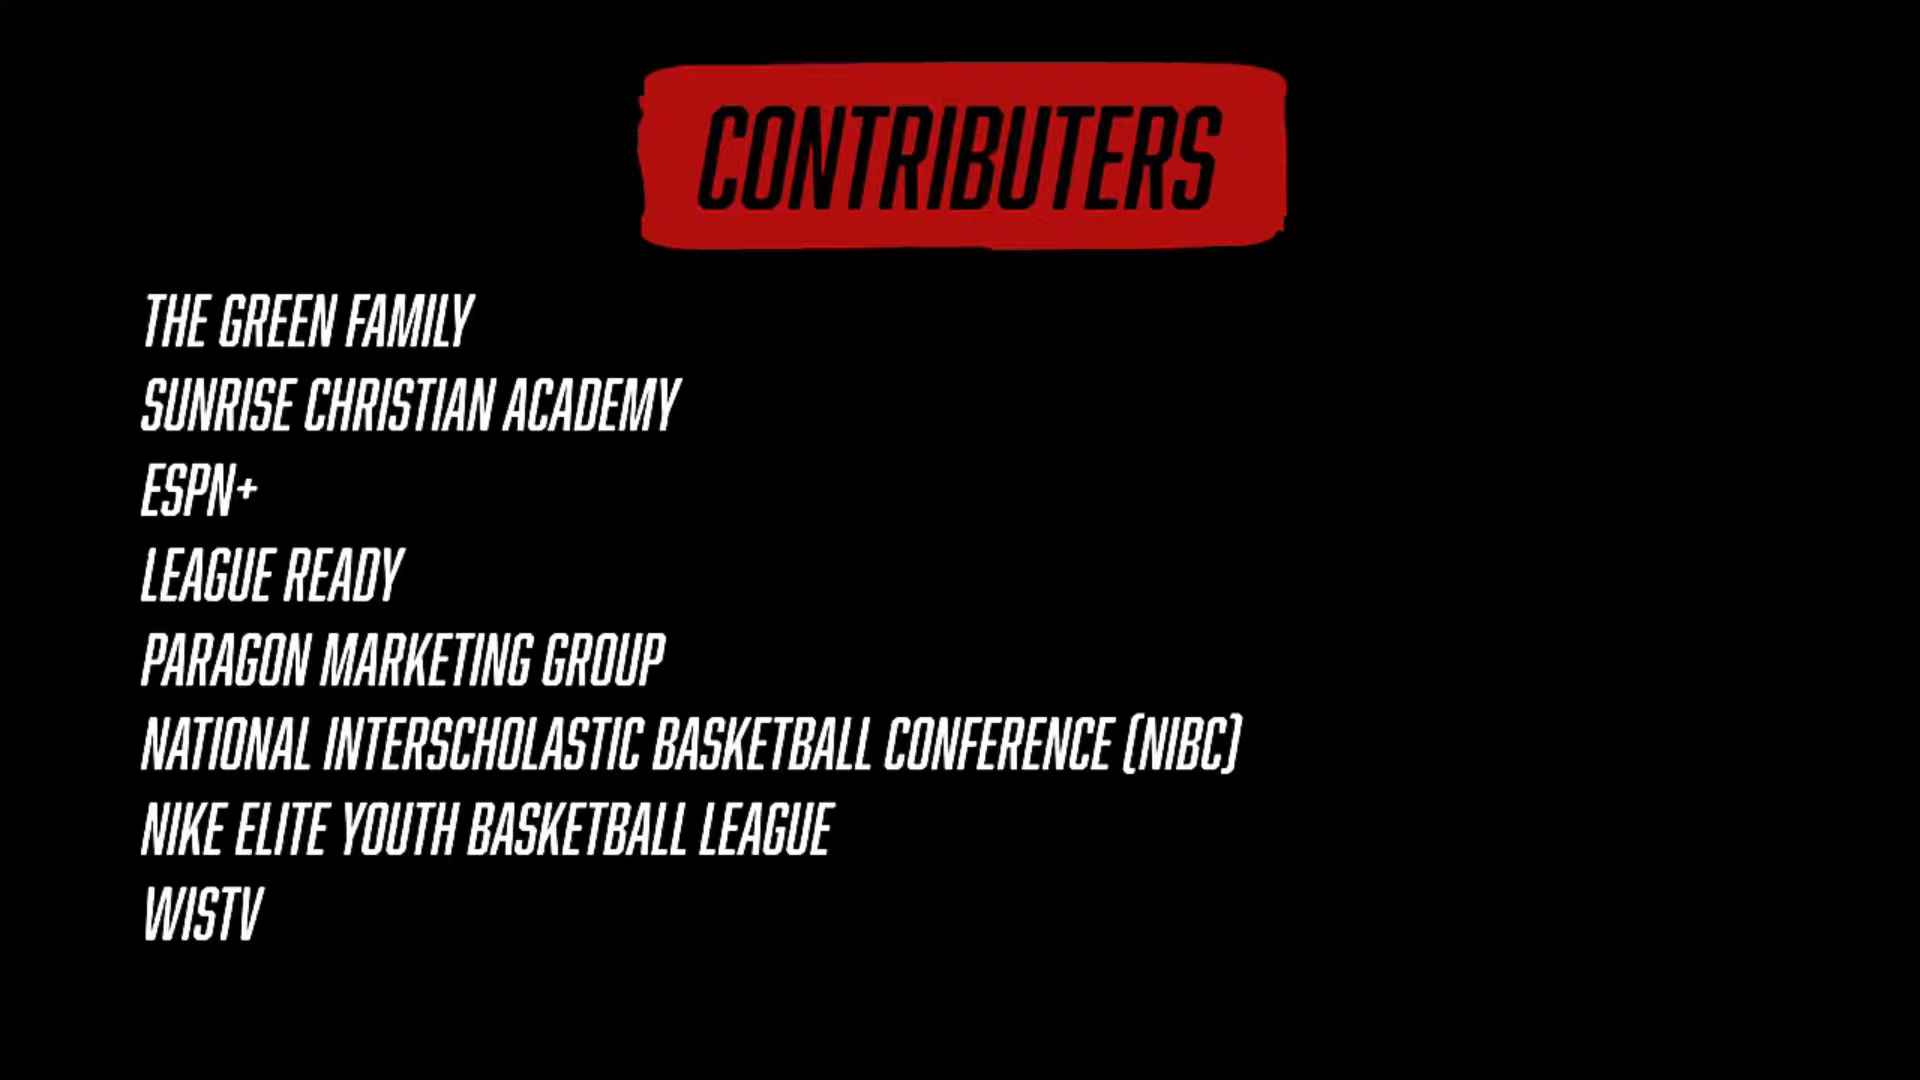 CONTRIBUTERS
THE GREEN FAMILY
SUNRISE CHRISTIAN ACADEMY
ESPN+
LEAGUE READY
PARAGON MARKETING GROUP
NATIONAL INTERSCHOLASTIC BASKETBALL CONFERENCE (NIBC)
NIKE ELITE YOUTH BASKETBALL LEAGUE
WISTV